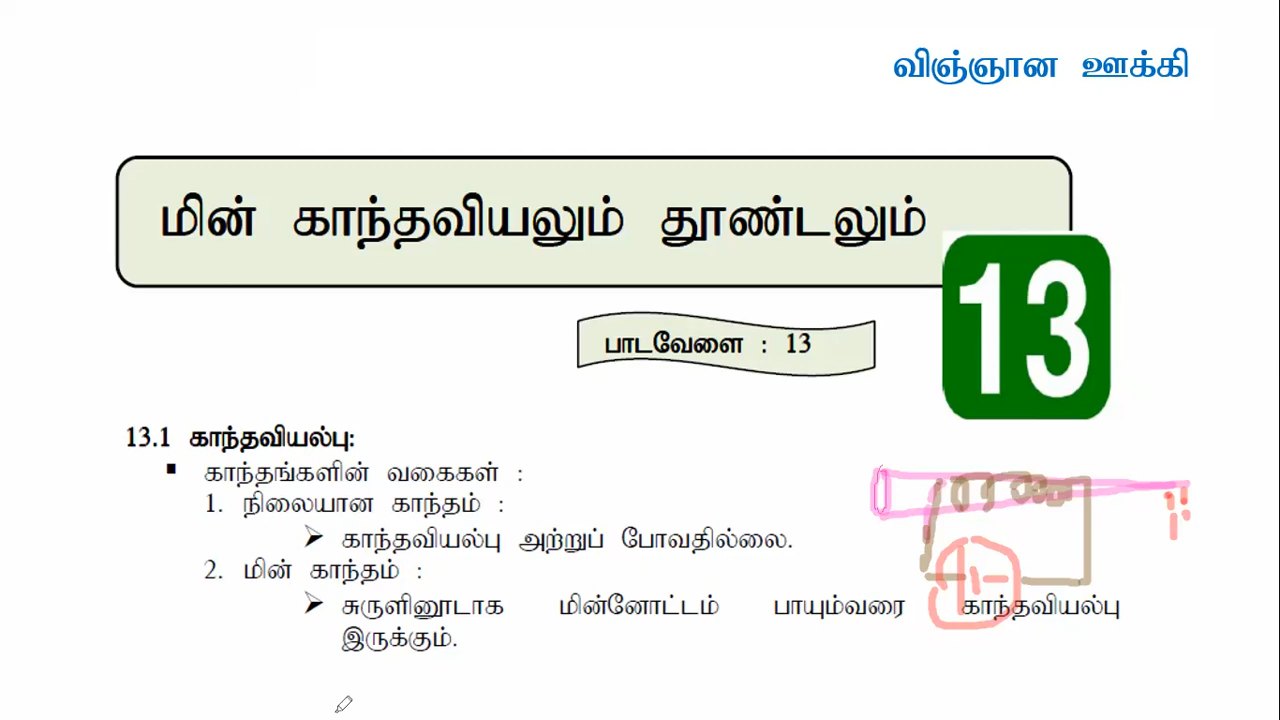 விஞ்ஞான ஊக்கி
மின் காந்தவியலும் தூண்டலும்
13
பாடவேளை : 13
13.1 காந்தவியல்பு:
▪ காந்தங்களின் வகைகள் :
1. நிலையான காந்தம் :
➢ காந்தவியல்பு அற்றுப் போவதில்லை.
2. மின் காந்தம் :
➢ சுருளினூடாக மின்னோட்டம் பாயும்வரை காந்தவியல்பு
இருக்கும்.